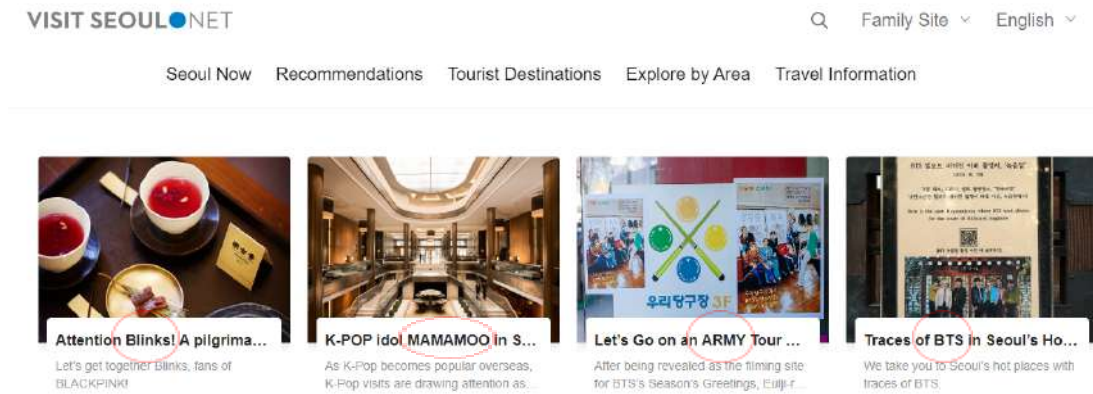 VISIT SEOUL NET
Family Site English
Seoul Now Recommendations Tourist Destinations Explore by Area Travel Information
우리당구장 3F
Attention Blinks! A pilgrima...
Let's get together Blinks, fans of
BLACKPINK!
K-POP idol MAMAMOO in S...
As K-Pop becomes popular overseas,
K-Pop visits are drawing attention as...
Let's Go on an ARMY Tour ...
After being revealed as the filming site
for BTS's Season's Greetings, Eulji-r...
Traces of BTS in Seoul's Ho...
We take you to Seoul's hot places with
traces of BTS.